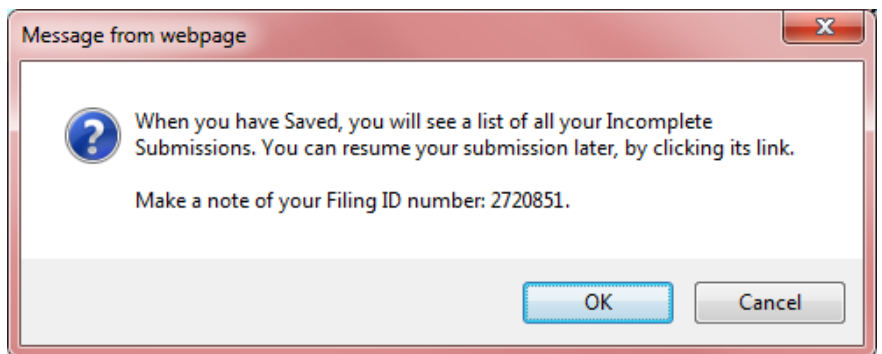 Message from webpage
When you have Saved, you will see a list of all your Incomplete
Submissions. You can resume your submission later, by clicking its link.
Make a note of your Filing ID number: 2720851.
OK
Cancel